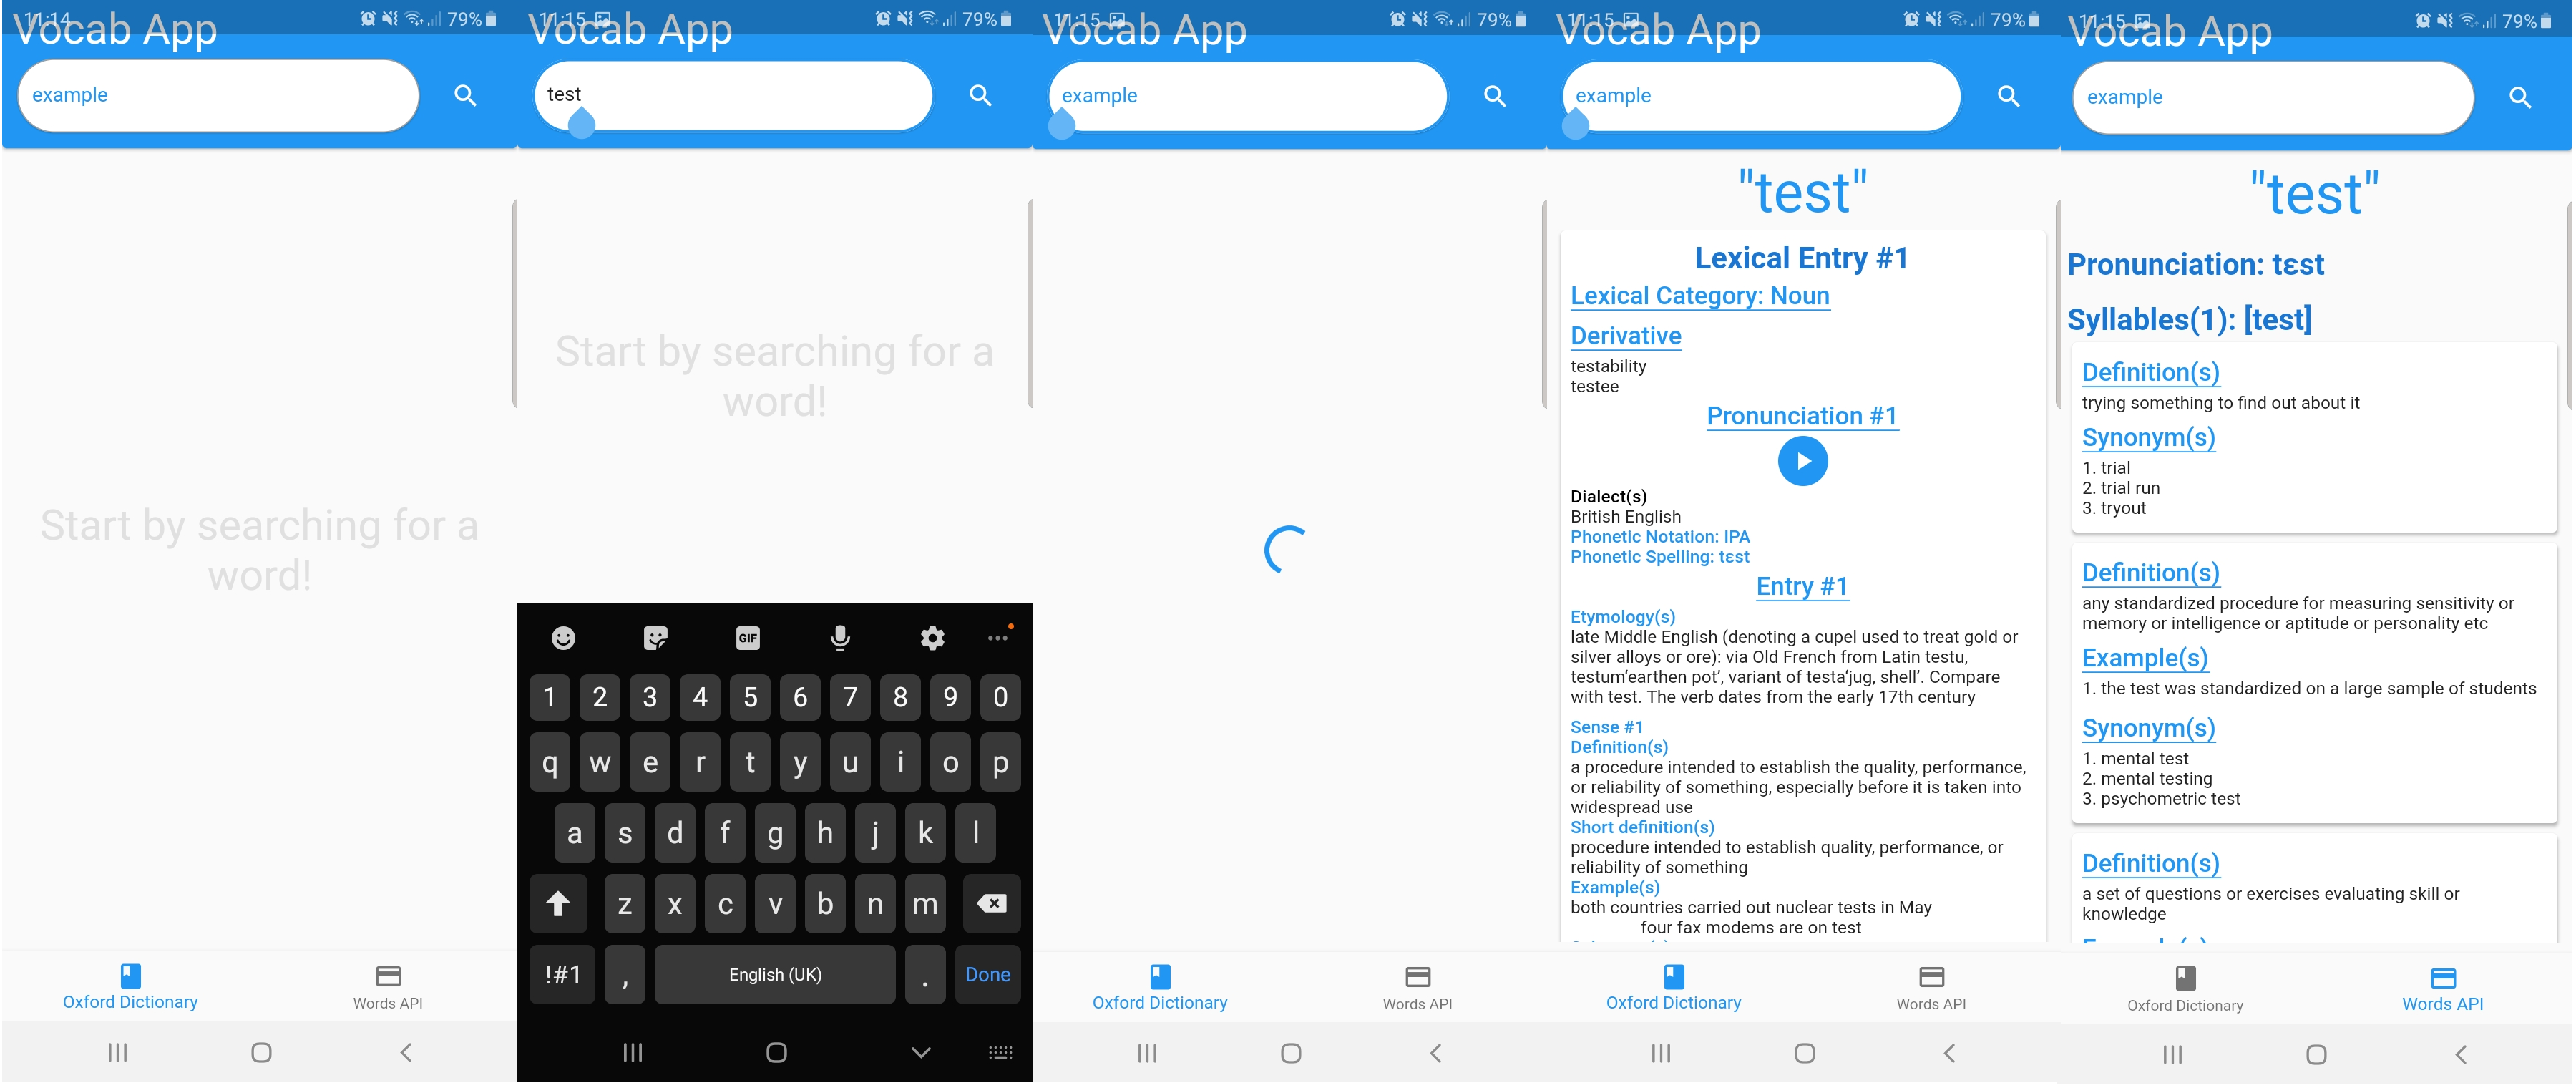 11:14
79%
Vocab App
example
Start by searching for a
word!
Oxford Dictionary
Words API
11:15
79%
Vocab App
test
Start by searching for a
word!
GIF
1 2 3 4 5 6 7 8 9 0
q w e r t y u i o p
a s d f g h j k l
z x c v b n m
!#1 , English (UK) . Done
11:15
79%
Vocab App
example
Oxford Dictionary
Words API
11:15
79%
Vocab App
example
"test"
Lexical Entry #1
Lexical Category: Noun
Derivative
testability
testee
Pronunciation #1
Dialect(s)
British English
Phonetic Notation: IPA
Phonetic Spelling: tɛst
Entry #1
Etymology(s)
late Middle English (denoting a cupel used to treat gold or
silver alloys or ore): via Old French from Latin testu,
testum‘earthen pot’, variant of testa‘jug, shell’. Compare
with test. The verb dates from the early 17th century
Sense #1
Definition(s)
a procedure intended to establish the quality, performance,
or reliability of something, especially before it is taken into
widespread use
Short definition(s)
procedure intended to establish quality, performance, or
reliability of something
Example(s)
both countries carried out nuclear tests in May
four fax modems are on test
Oxford Dictionary
Words API
11:15
79%
Vocab App
example
"test"
Pronunciation: tɛst
Syllables(1): [test]
Definition(s)
trying something to find out about it
Synonym(s)
1. trial
2. trial run
3. tryout
Definition(s)
any standardized procedure for measuring sensitivity or
memory or intelligence or aptitude or personality etc
Example(s)
1. the test was standardized on a large sample of students
Synonym(s)
1. mental test
2. mental testing
3. psychometric test
Definition(s)
a set of questions or exercises evaluating skill or
knowledge
Oxford Dictionary
Words API